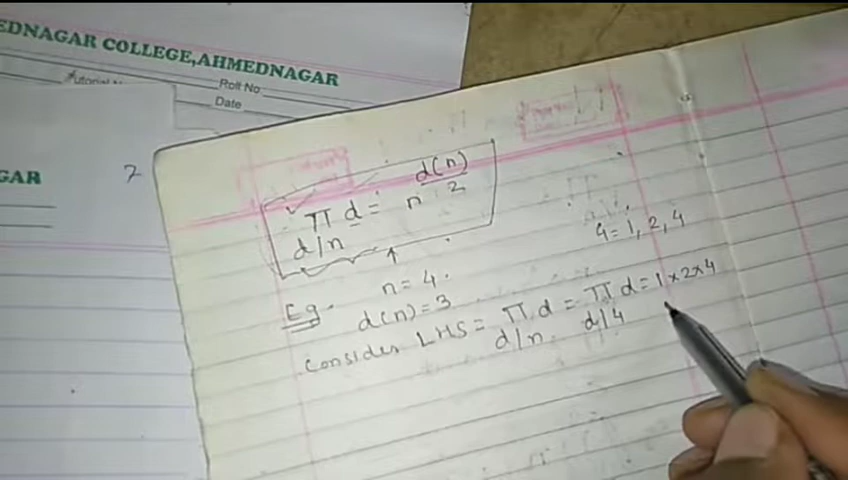 EDNAGAR COLLEGE, AHMEDNAGAR
Roll No
Date
GAR
7
∏ d = n^(d(n)/2)
d/n
4 = 1, 2, 4
Eg. n = 4.
d(n) = 3
Consider LHS = ∏ d = ∏ d = 1×2×4
d/n d/4